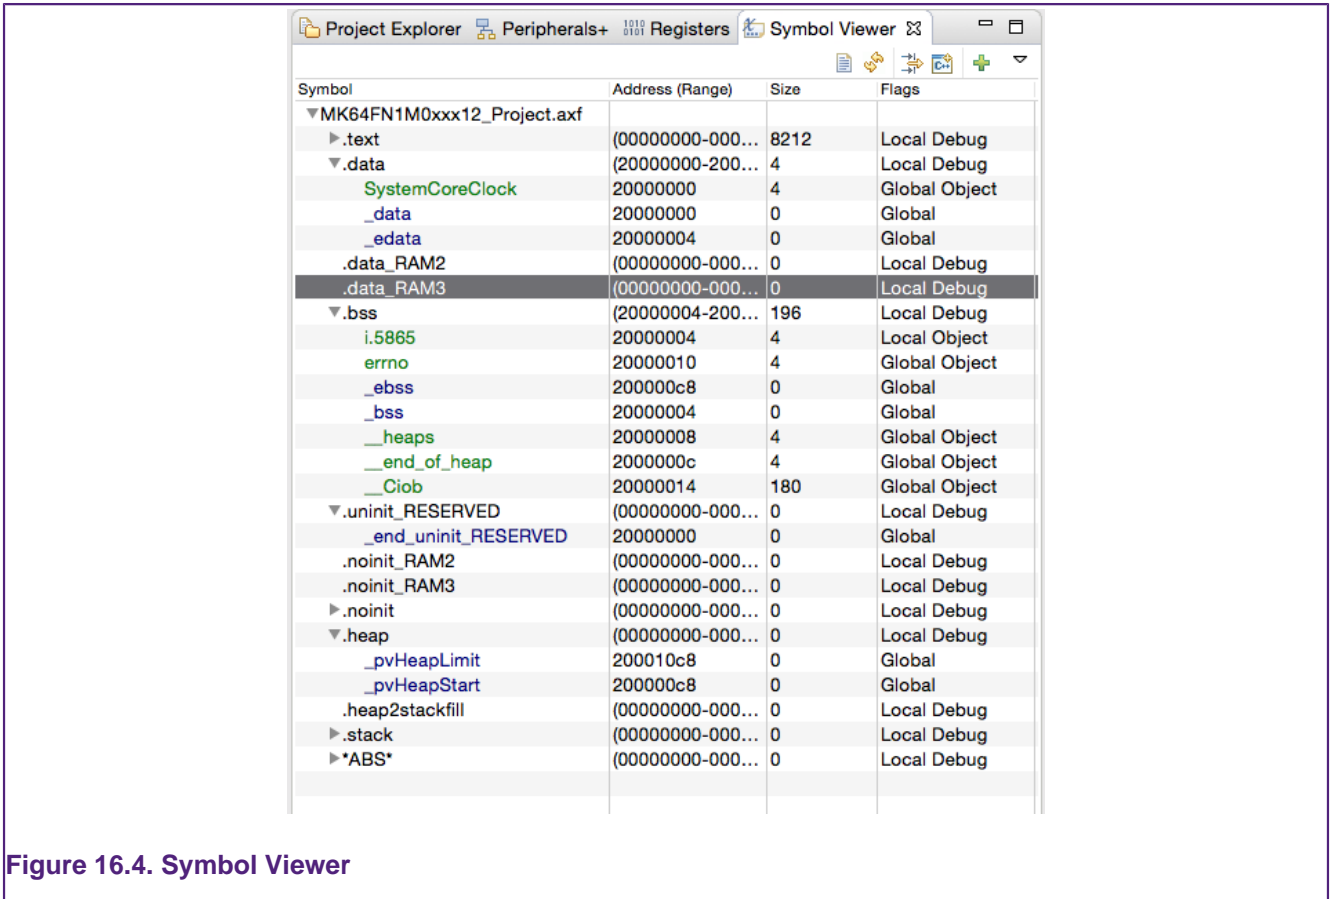 Project Explorer Peripherals+ Registers Symbol Viewer
Symbol Address (Range) Size Flags
MK64FN1M0xxx12_Project.axf
.text (00000000-000... 8212 Local Debug
.data (20000000-200... 4 Local Debug
SystemCoreClock 20000000 4 Global Object
_data 20000000 0 Global
_edata 20000004 0 Global
.data_RAM2 (00000000-000... 0 Local Debug
.data_RAM3 (00000000-000... 0 Local Debug
.bss (20000004-200... 196 Local Debug
i.5865 20000004 4 Local Object
errno 20000010 4 Global Object
_ebss 200000c8 0 Global
_bss 20000004 0 Global
__heaps 20000008 4 Global Object
__end_of_heap 2000000c 4 Global Object
__Ciob 20000014 180 Global Object
.uninit_RESERVED (00000000-000... 0 Local Debug
_end_uninit_RESERVED 20000000 0 Global
.noinit_RAM2 (00000000-000... 0 Local Debug
.noinit_RAM3 (00000000-000... 0 Local Debug
.noinit (00000000-000... 0 Local Debug
.heap (00000000-000... 0 Local Debug
_pvHeapLimit 200010c8 0 Global
_pvHeapStart 200000c8 0 Global
.heap2stackfill (00000000-000... 0 Local Debug
.stack (00000000-000... 0 Local Debug
*ABS* (00000000-000... 0 Local Debug
Figure 16.4. Symbol Viewer